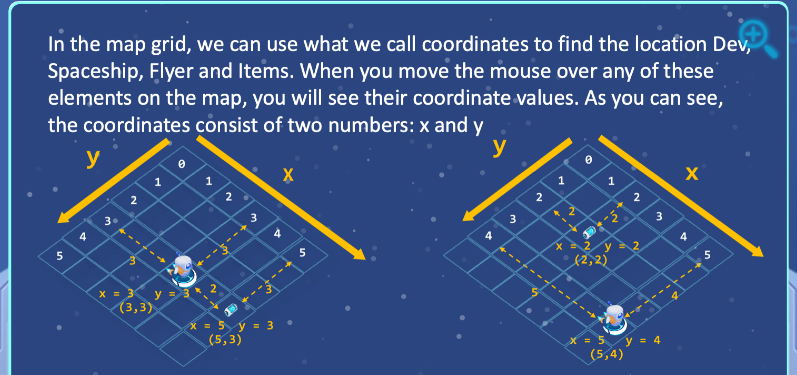 In the map grid, we can use what we call coordinates to find the location Dev,
Spaceship, Flyer and Items. When you move the mouse over any of these
elements on the map, you will see their coordinate values. As you can see,
the coordinates consist of two numbers: x and y
y
x
0
1
1
2
2
3
3
4
4
5
5
3
3
x = 3 y = 3
(3,3)
2
3
x = 5 y = 3
(5,3)
y
x
0
1
1
2
2
3
3
4
4
5
2
2
x = 2 y = 2
(2,2)
5
4
x = 5 y = 4
(5,4)